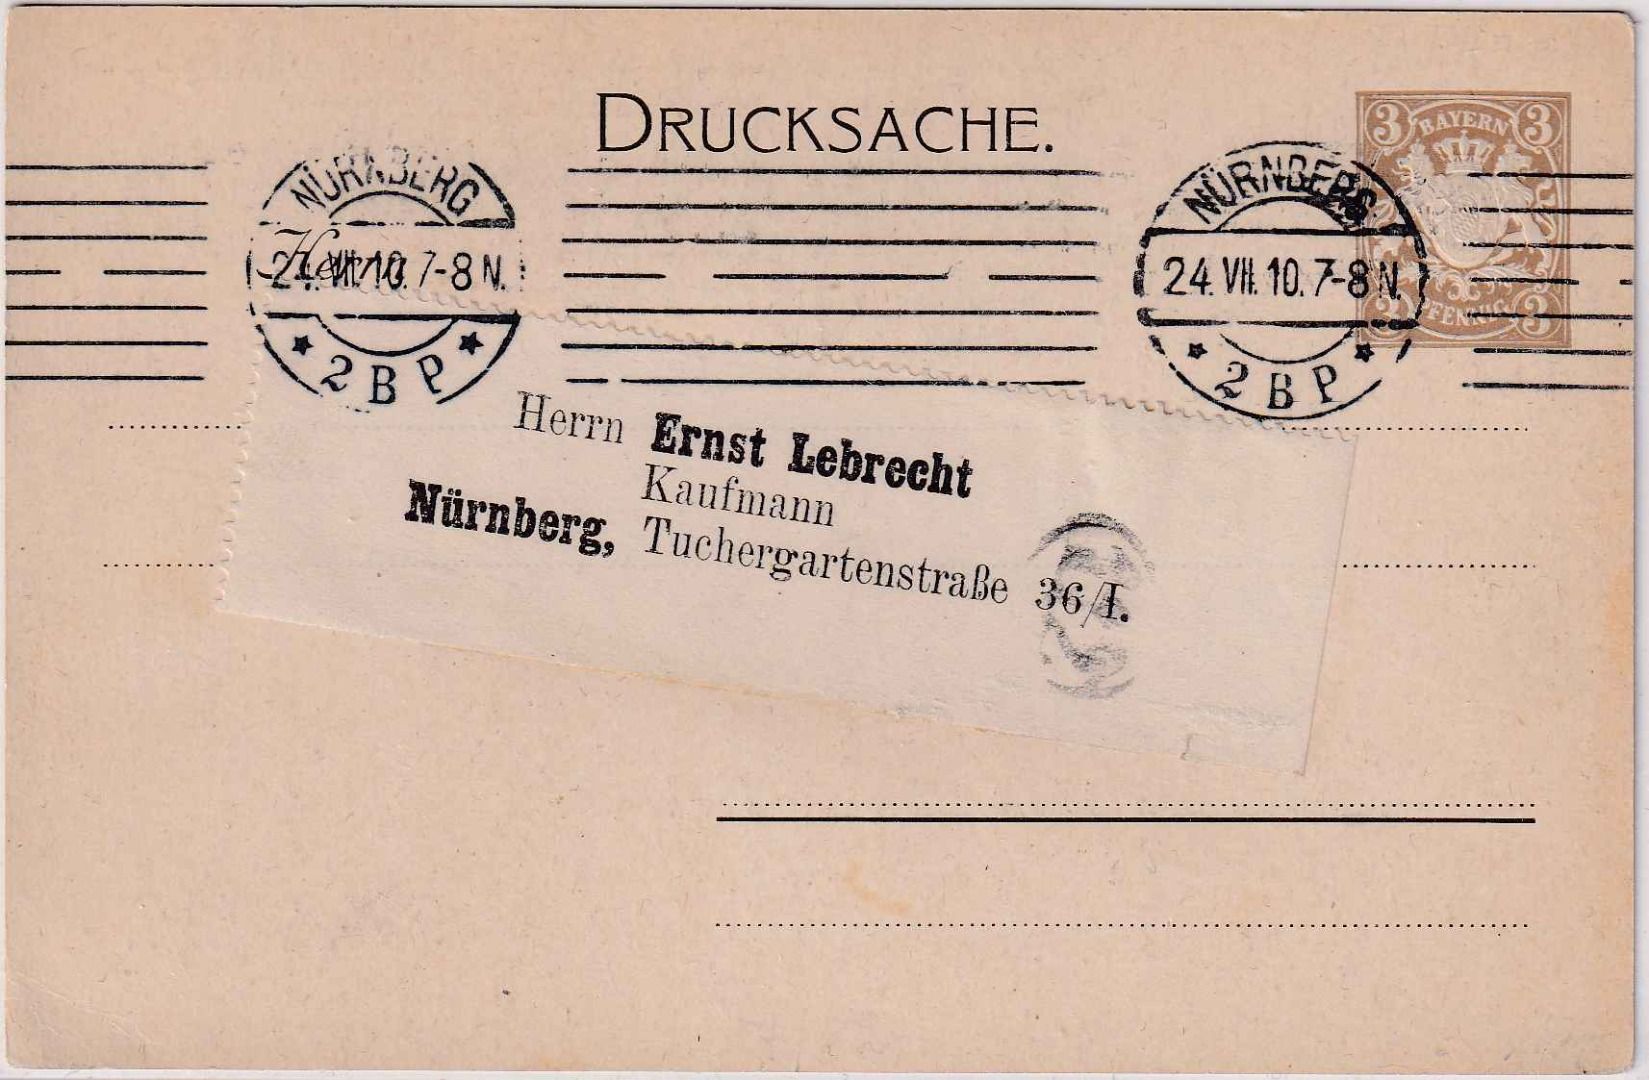 DRUCKSACHE.
3 BAYERN 3
3 PFENNIG 3
NÜRNBERG
24. VII. 10. 7-8 N.
2 B P
NÜRNBERG
24. VII. 10. 7-8 N.
2 B P
Herrn Ernst Lebrecht
Kaufmann
Nürnberg, Tuchergartenstraße 36/I.